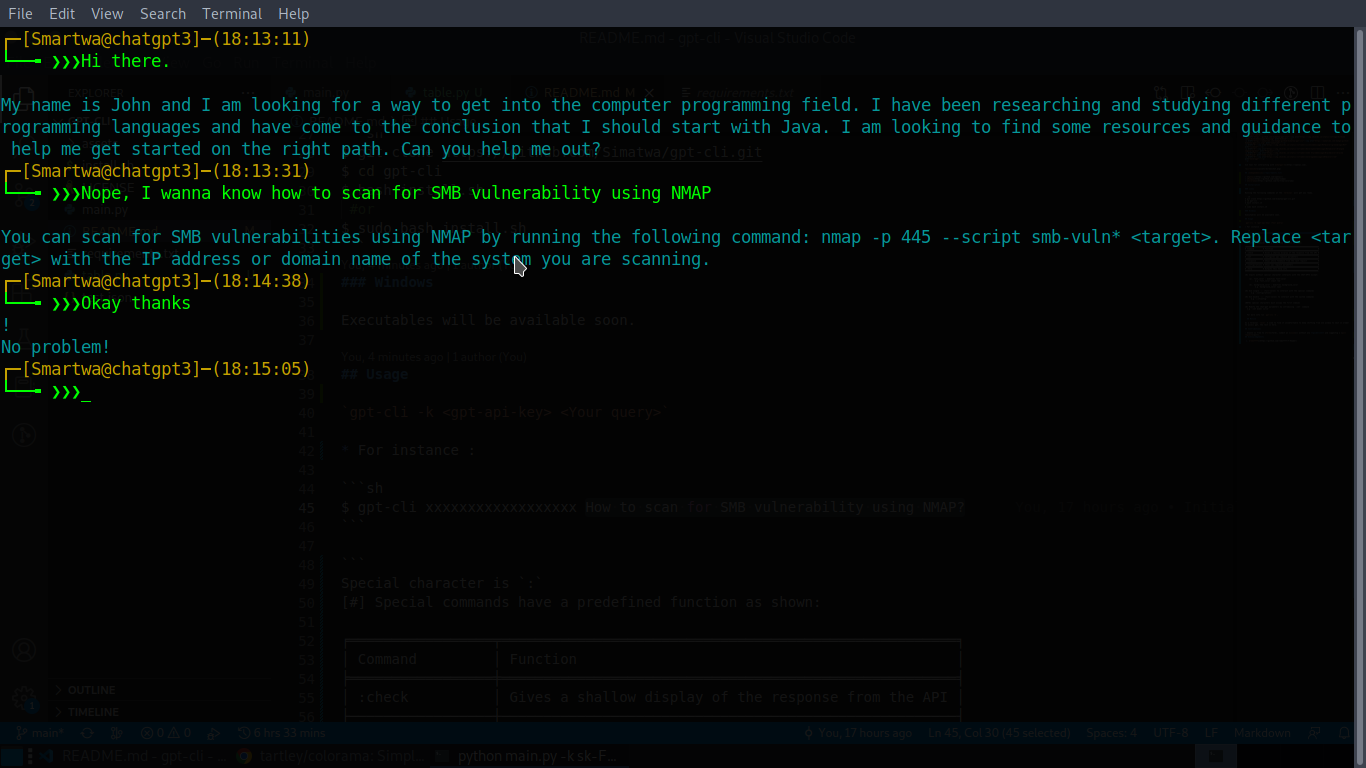 File Edit View Search Terminal Help
┌─[Smartwa@chatgpt3]─(18:13:11)
└──╼ ❯❯❯Hi there.
My name is John and I am looking for a way to get into the computer programming field. I have been researching and studying different p
rogramming languages and have come to the conclusion that I should start with Java. I am looking to find some resources and guidance to
help me get started on the right path. Can you help me out?
┌─[Smartwa@chatgpt3]─(18:13:31)
└──╼ ❯❯❯Nope, I wanna know how to scan for SMB vulnerability using NMAP
You can scan for SMB vulnerabilities using NMAP by running the following command: nmap -p 445 --script smb-vuln* <target>. Replace <tar
get> with the IP address or domain name of the system you are scanning.
┌─[Smartwa@chatgpt3]─(18:14:38)
└──╼ ❯❯❯Okay thanks
!
No problem!
┌─[Smartwa@chatgpt3]─(18:15:05)
└──╼ ❯❯❯_
README.md - gpt-cli - Visual Studio Code
EXPLORER
README.md M
/Simatwa/gpt-cli.git
$ cd gpt-cli
main.py
### Windows
35
Executables will be available soon.
37
You, 4 minutes ago | 1 author (You)
## Usage
39
40 `gpt-cli -k <gpt-api-key> <Your query>`
41
42 * For instance :
43
44 ```sh
45 $ gpt-cli xxxxxxxxxxxxxxxxxx How to scan for SMB vulnerability using NMAP?
46 ```
47
48 ```
49 Special character is `:`
50 [#] Special commands have a predefined function as shown:
51
52
53 Command Function
54
55 :check Gives a shallow display of the response from the API
56
OUTLINE
TIMELINE
main* 0 0 6 hrs 33 mins You, 17 hours ago Ln 45, Col 30 (45 selected) Spaces: 4 UTF-8 LF Markdown
README.md - gpt-cli - ... tartley/colorama: Simpl... python main.py -k sk-F...